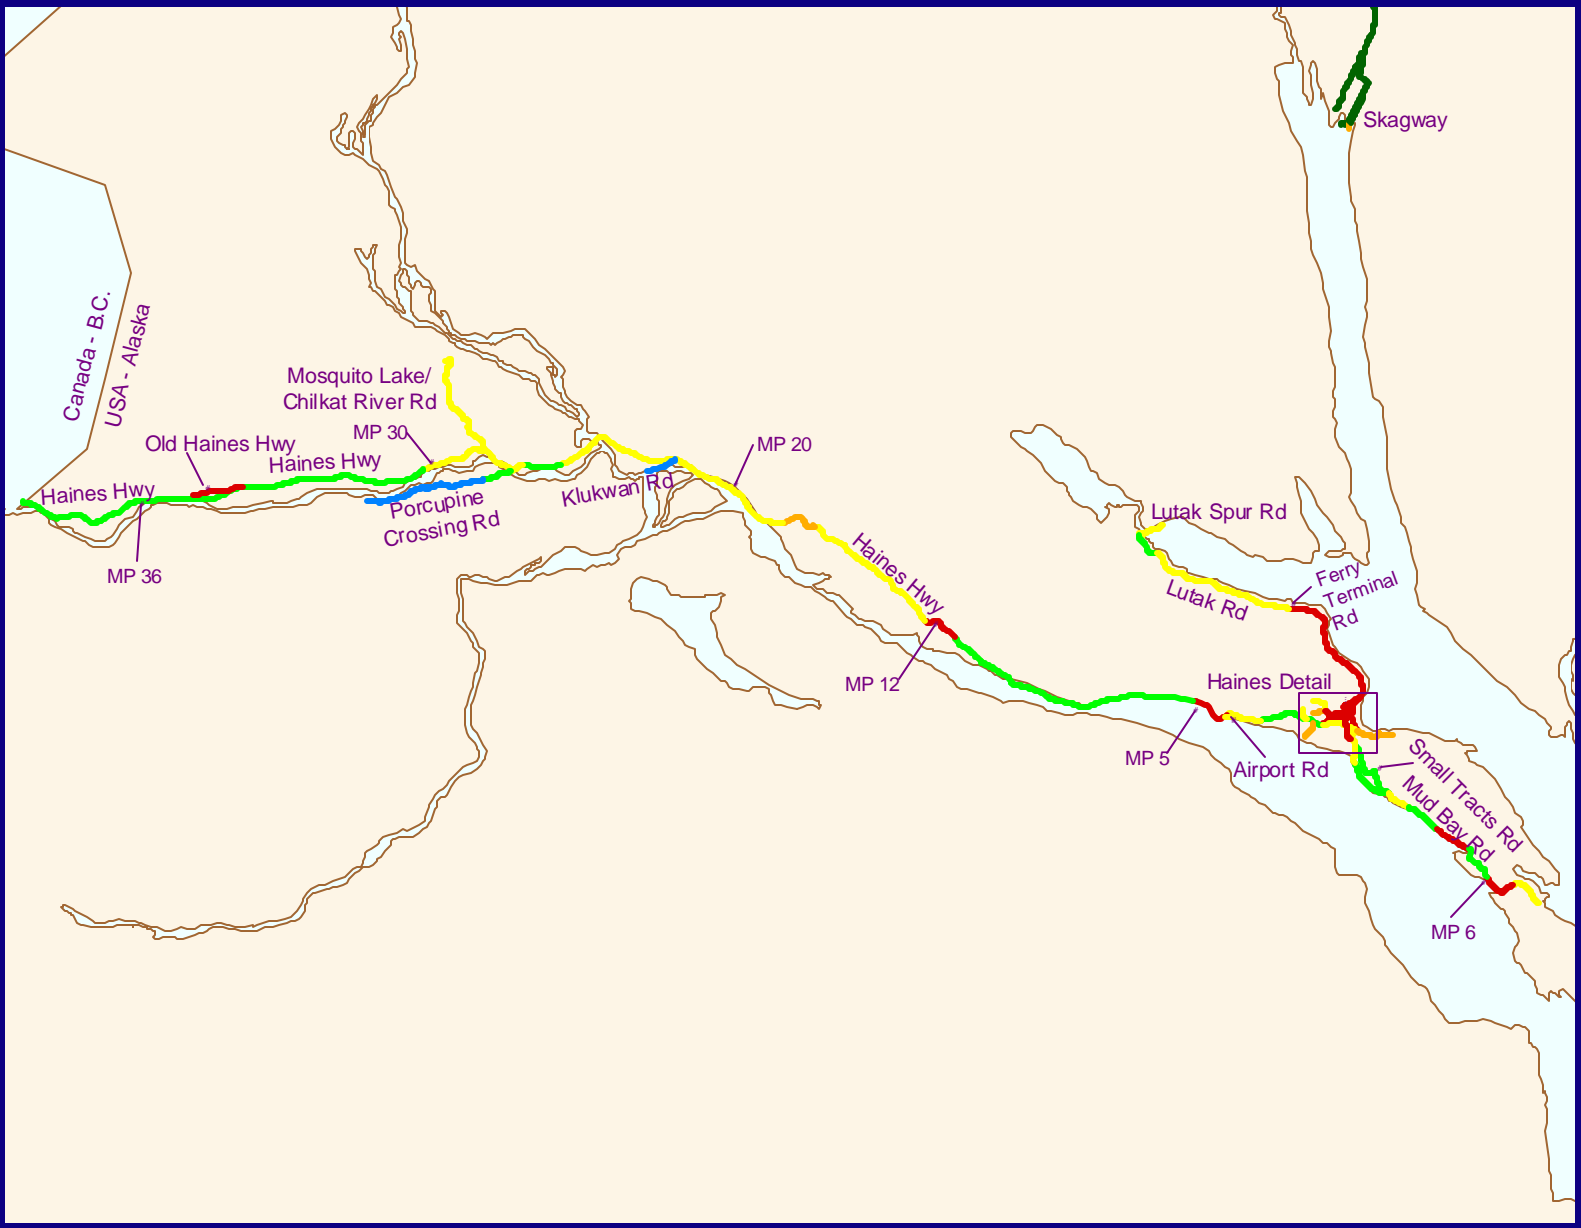 Skagway
Canada - B.C.
USA - Alaska
Mosquito Lake/
Chilkat River Rd
MP 30
Old Haines Hwy
Haines Hwy
Haines Hwy
MP 36
Porcupine
Crossing Rd
Klukwan Rd
MP 20
Haines Hwy
MP 12
Lutak Spur Rd
Lutak Rd
Ferry
Terminal
Rd
Haines Detail
MP 5
Airport Rd
Small Tracts Rd
Mud Bay Rd
MP 6